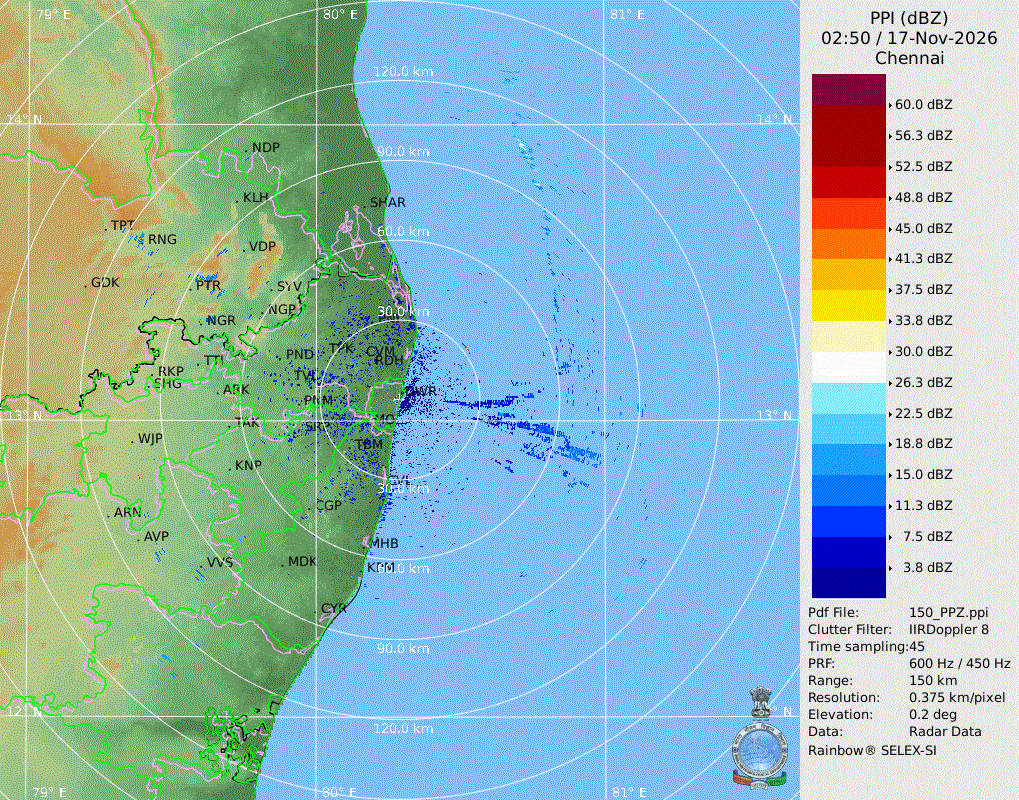 79° E 80° E 81° E
120.0 km
14° N 14° N
90.0 km
NDP
KLH
SHAR
TPT
RNG
60.0 km
VDP
GDK
PTR
SYV
NGP
30.0 km
NGR
TYK
CVM
PND
RDH
TTI
RKP
TVL
SHG
ARK
DWR
PNM
13° N 13° N
TAK
SRP
MO
WJP
TBM
KNP
30.0 km
CGP
ARN
AVP
MHB
VVS
MDK
60.0 km
CYR
90.0 km
12° N
120.0 km
79° E 80° E 81° E
PPI (dBZ)
02:50 / 17-Nov-2026
Chennai
60.0 dBZ
56.3 dBZ
52.5 dBZ
48.8 dBZ
45.0 dBZ
41.3 dBZ
37.5 dBZ
33.8 dBZ
30.0 dBZ
26.3 dBZ
22.5 dBZ
18.8 dBZ
15.0 dBZ
11.3 dBZ
7.5 dBZ
3.8 dBZ
Pdf File: 150_PPZ.ppi
Clutter Filter: IIRDoppler 8
Time sampling:45
PRF: 600 Hz / 450 Hz
Range: 150 km
Resolution: 0.375 km/pixel
Elevation: 0.2 deg
Data: Radar Data
Rainbow® SELEX-SI